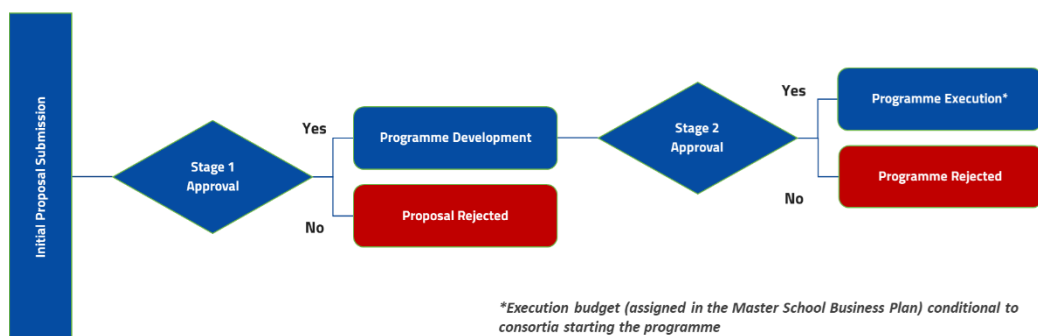 Initial Proposal Submission
Stage 1
Approval
Yes
No
Programme Development
Proposal Rejected
Stage 2
Approval
Yes
No
Programme Execution*
Programme Rejected
*Execution budget (assigned in the Master School Business Plan) conditional to
consortia starting the programme